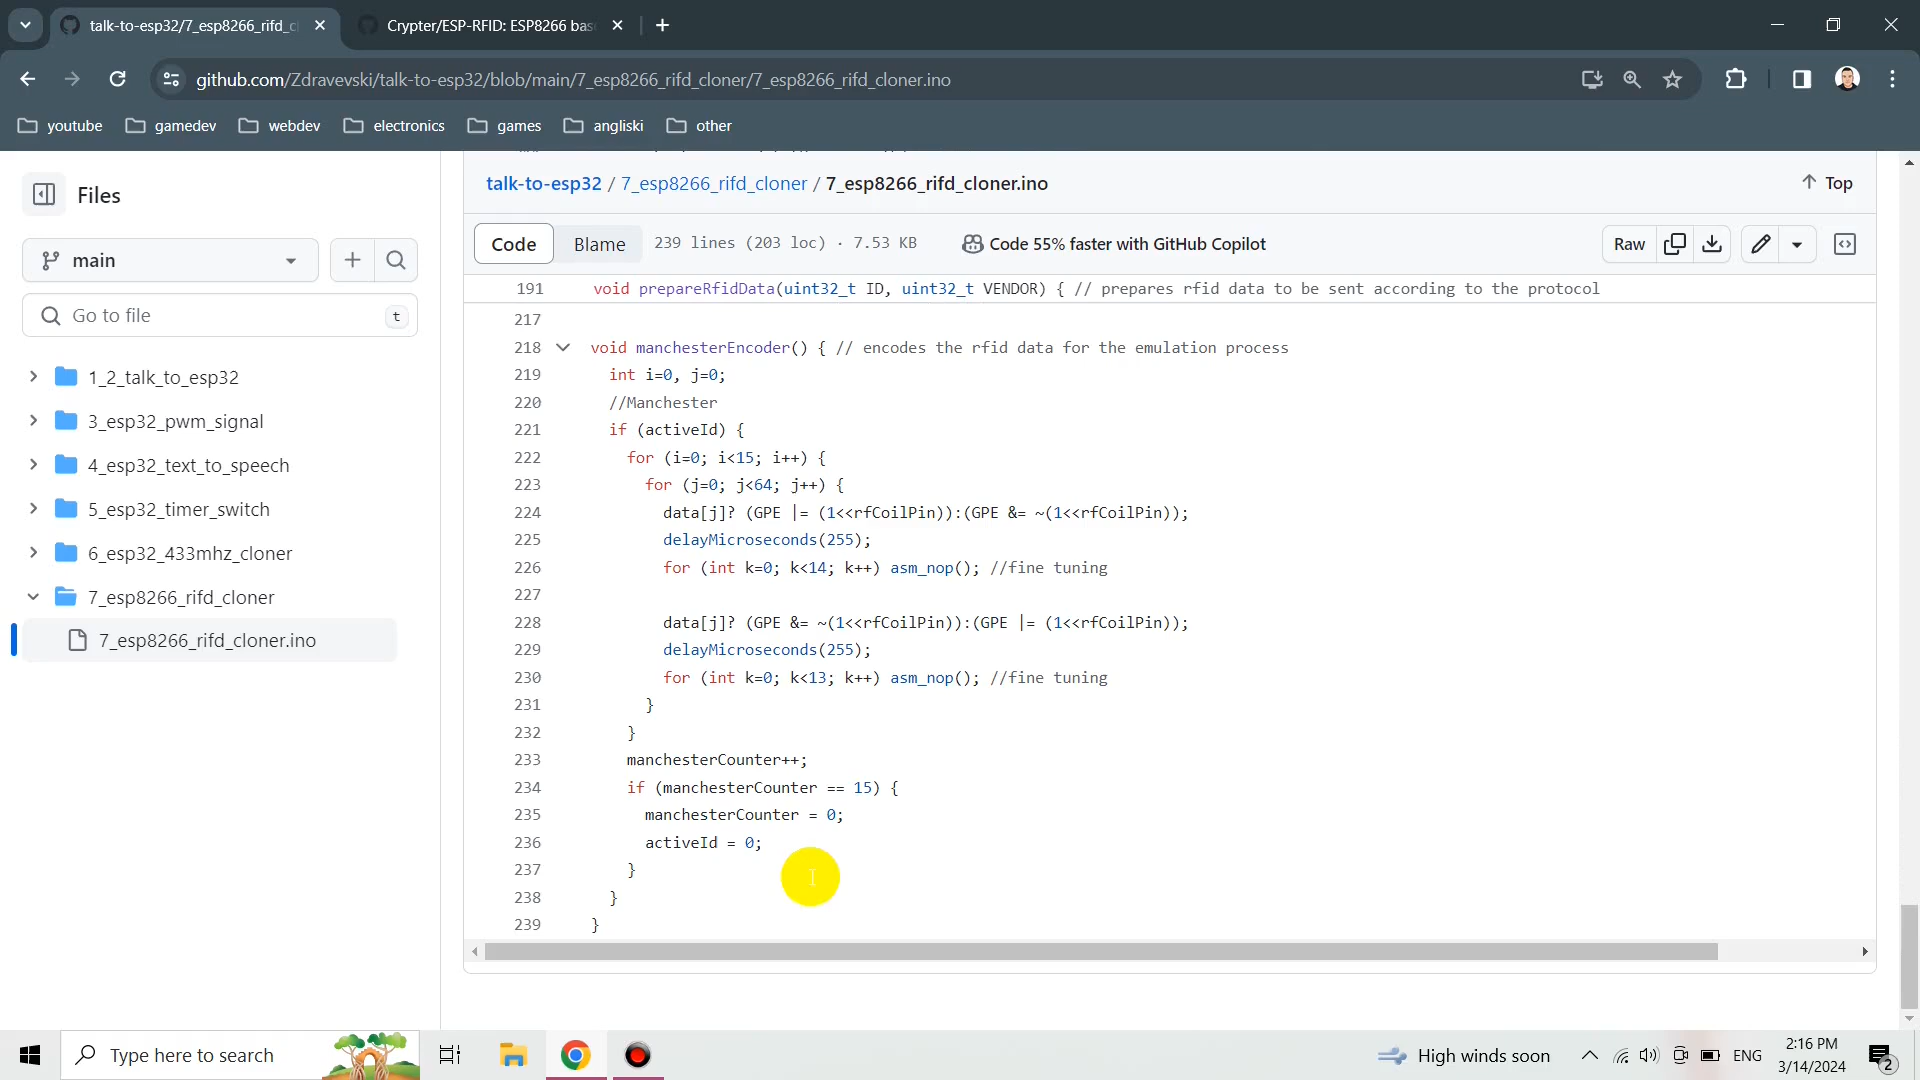 talk-to-esp32/7_esp8266_rifd_c
Crypter/ESP-RFID: ESP8266 bas
github.com/Zdravevski/talk-to-esp32/blob/main/7_esp8266_rifd_cloner/7_esp8266_rifd_cloner.ino
youtube
gamedev
webdev
electronics
games
angliski
other
Files
main
Go to file
t
1_2_talk_to_esp32
3_esp32_pwm_signal
4_esp32_text_to_speech
5_esp32_timer_switch
6_esp32_433mhz_cloner
7_esp8266_rifd_cloner
7_esp8266_rifd_cloner.ino
talk-to-esp32 / 7_esp8266_rifd_cloner / 7_esp8266_rifd_cloner.ino
Top
Code
Blame
239 lines (203 loc) · 7.53 KB
Code 55% faster with GitHub Copilot
Raw
191 void prepareRfidData(uint32_t ID, uint32_t VENDOR) { // prepares rfid data to be sent according to the protocol
217
218 void manchesterEncoder() { // encodes the rfid data for the emulation process
219 int i=0, j=0;
220 //Manchester
221 if (activeId) {
222 for (i=0; i<15; i++) {
223 for (j=0; j<64; j++) {
224 data[j]? (GPE |= (1<<rfCoilPin)):(GPE &= ~(1<<rfCoilPin));
225 delayMicroseconds(255);
226 for (int k=0; k<14; k++) asm_nop(); //fine tuning
227
228 data[j]? (GPE &= ~(1<<rfCoilPin)):(GPE |= (1<<rfCoilPin));
229 delayMicroseconds(255);
230 for (int k=0; k<13; k++) asm_nop(); //fine tuning
231 }
232 }
233 manchesterCounter++;
234 if (manchesterCounter == 15) {
235 manchesterCounter = 0;
236 activeId = 0;
237 }
238 }
239 }
Type here to search
High winds soon
ENG
2:16 PM
3/14/2024
2